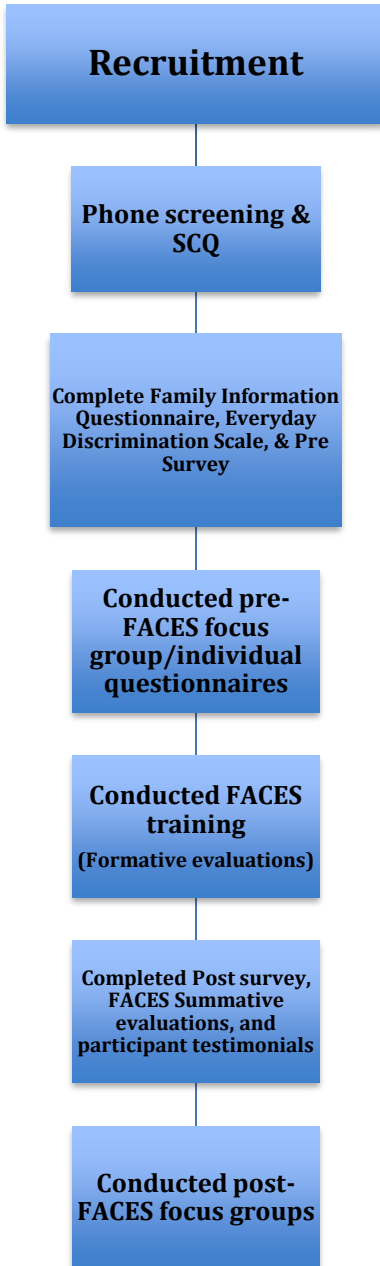 Recruitment
Phone screening &
SCQ
Complete Family Information
Questionnaire, Everyday
Discrimination Scale, & Pre
Survey
Conducted pre-
FACES focus
group/individual
questionnaires
Conducted FACES
training
(Formative evaluations)
Completed Post survey,
FACES Summative
evaluations, and
participant testimonials
Conducted post-
FACES focus groups